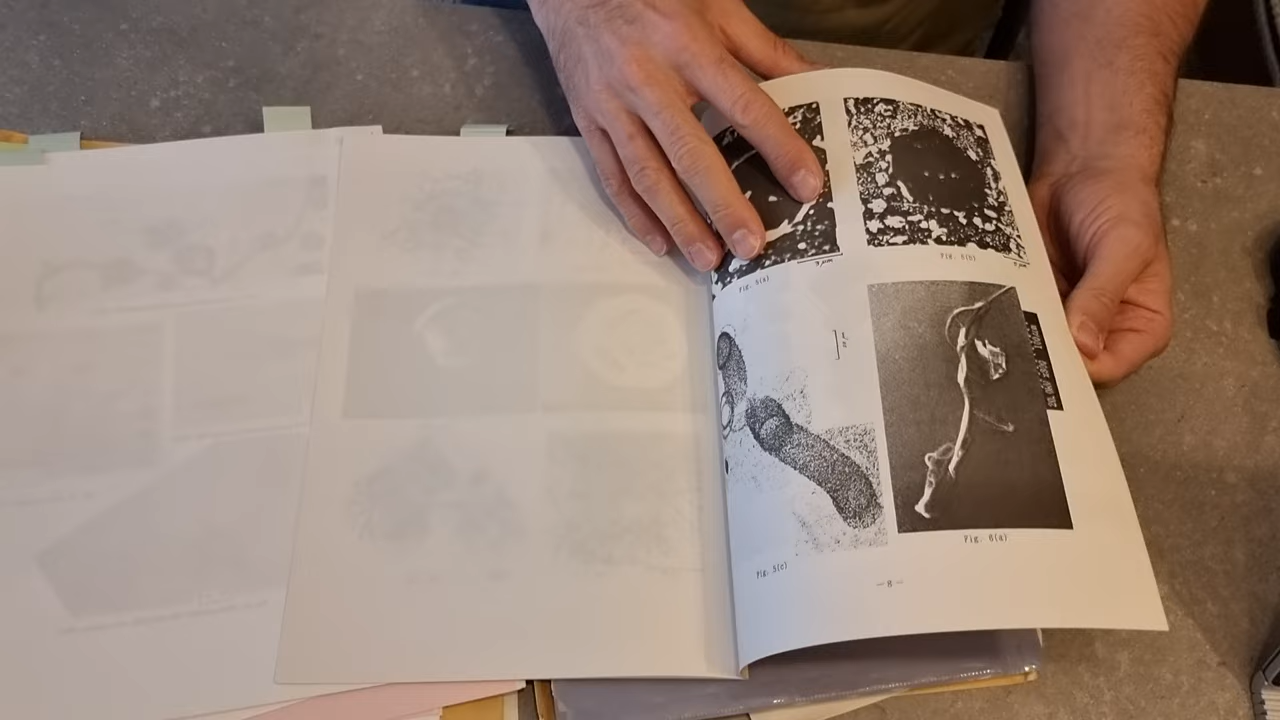 Fig. 5(a)
Fig. 5(b)
Fig. 5(c)
Fig. 6(a)
— 8 —